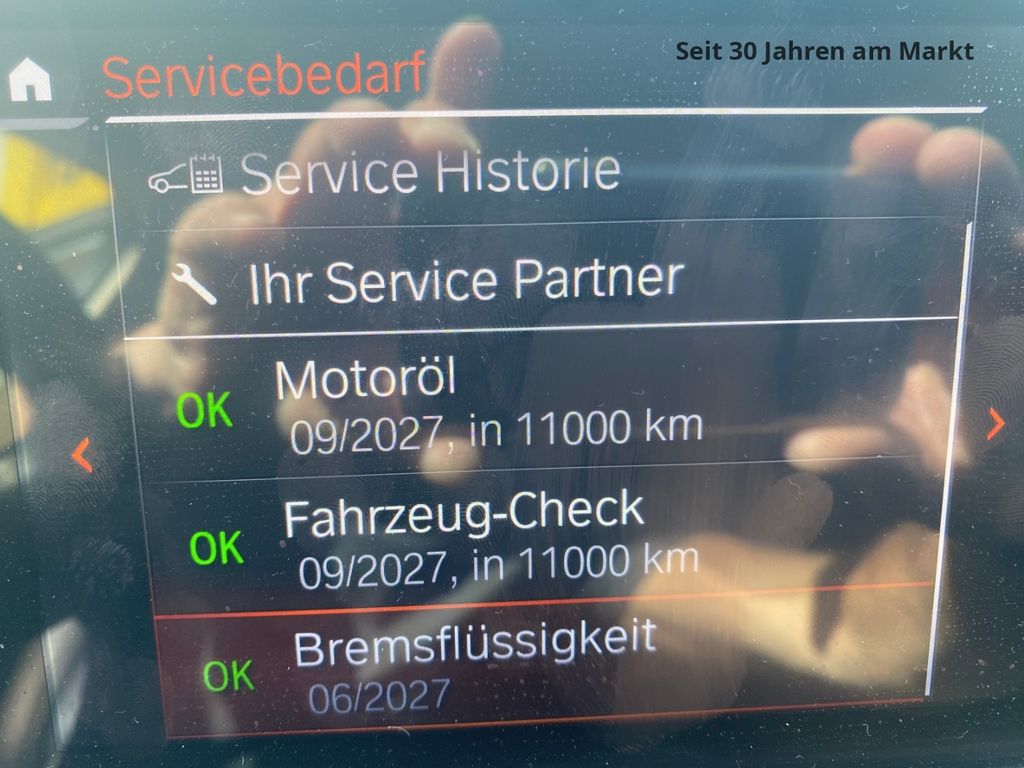 Seit 30 Jahren am Markt
Servicebedarf
Service Historie
Ihr Service Partner
OK Motoröl
09/2027, in 11000 km
OK Fahrzeug-Check
09/2027, in 11000 km
OK Bremsflüssigkeit
06/2027